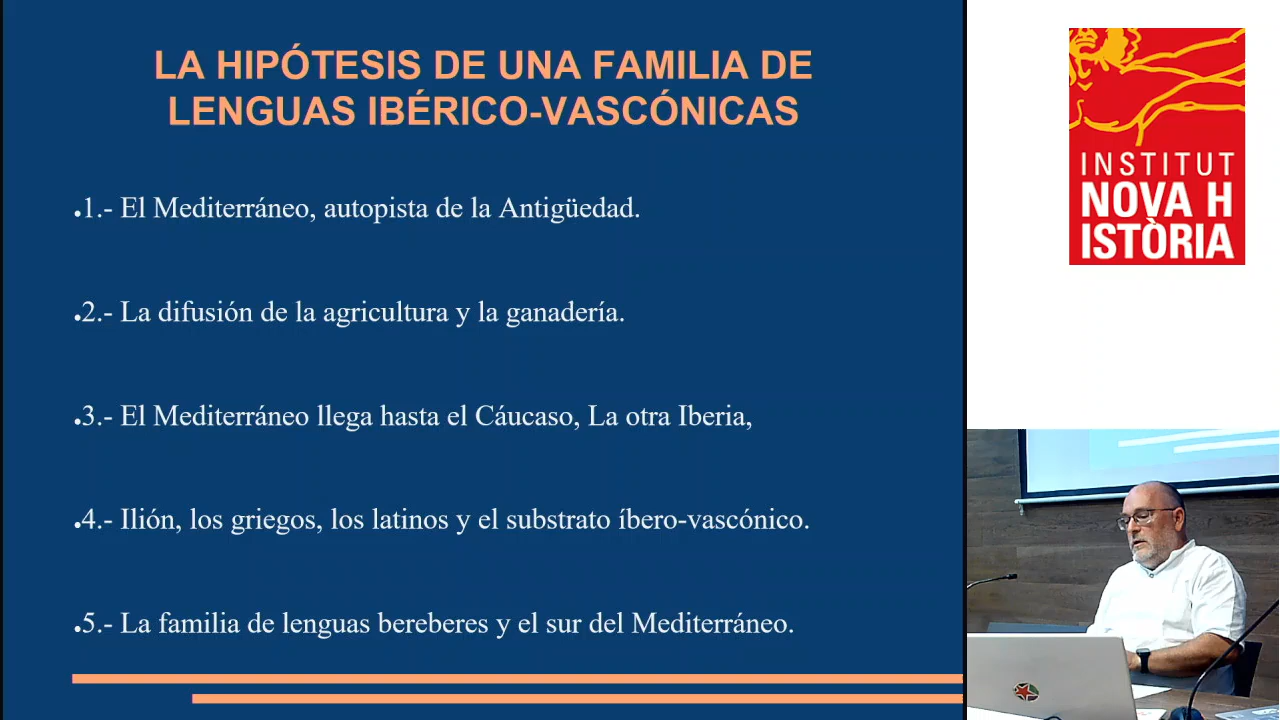 LA HIPÓTESIS DE UNA FAMILIA DE
LENGUAS IBÉRICO-VASCÓNICAS
●1.- El Mediterráneo, autopista de la Antigüedad.
●2.- La difusión de la agricultura y la ganadería.
●3.- El Mediterráneo llega hasta el Cáucaso, La otra Iberia,
●4.- Ilión, los griegos, los latinos y el substrato íbero-vascónico.
●5.- La familia de lenguas bereberes y el sur del Mediterráneo.
INSTITUT
NOVA H
ISTÒRIA